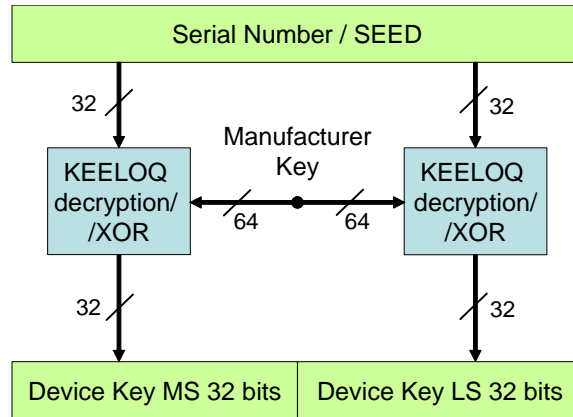 Serial Number / SEED
32
32
Manufacturer
Key
KEELOQ
decryption/
/XOR
KEELOQ
decryption/
/XOR
64
64
32
32
Device Key MS 32 bits
Device Key LS 32 bits